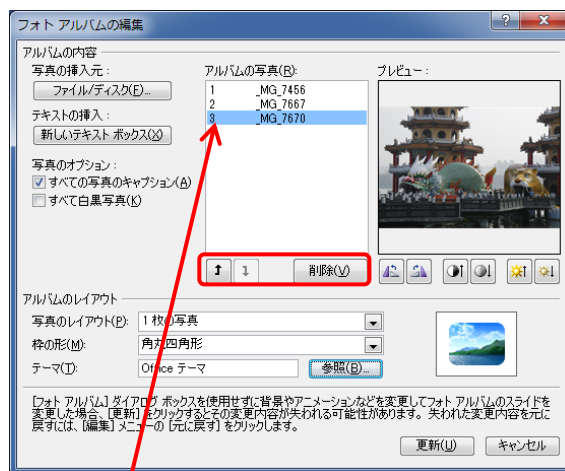 フォト アルバムの編集
アルバムの内容
写真の挿入元：
ファイル/ディスク(F)...
テキストの挿入：
新しいテキスト ボックス(X)
写真のオプション：
すべての写真のキャプション(A)
すべて白黒写真(K)
アルバムの写真(R):
1 _MG_7456
2 _MG_7667
3 _MG_7670
削除(V)
プレビュー：
アルバムのレイアウト
写真のレイアウト(P): 1 枚の写真
枠の形(M): 角丸四角形
テーマ(T): Office テーマ 参照(B)...
[フォト アルバム] ダイアログ ボックスを使用せずに背景やアニメーションなどを変更してフォト アルバムのスライドを
変更した場合、[更新] をクリックするとその変更内容が失われる可能性があります。失われた変更内容を元に
戻すには、[編集] メニューの [元に戻す] をクリックします。
更新(U) キャンセル